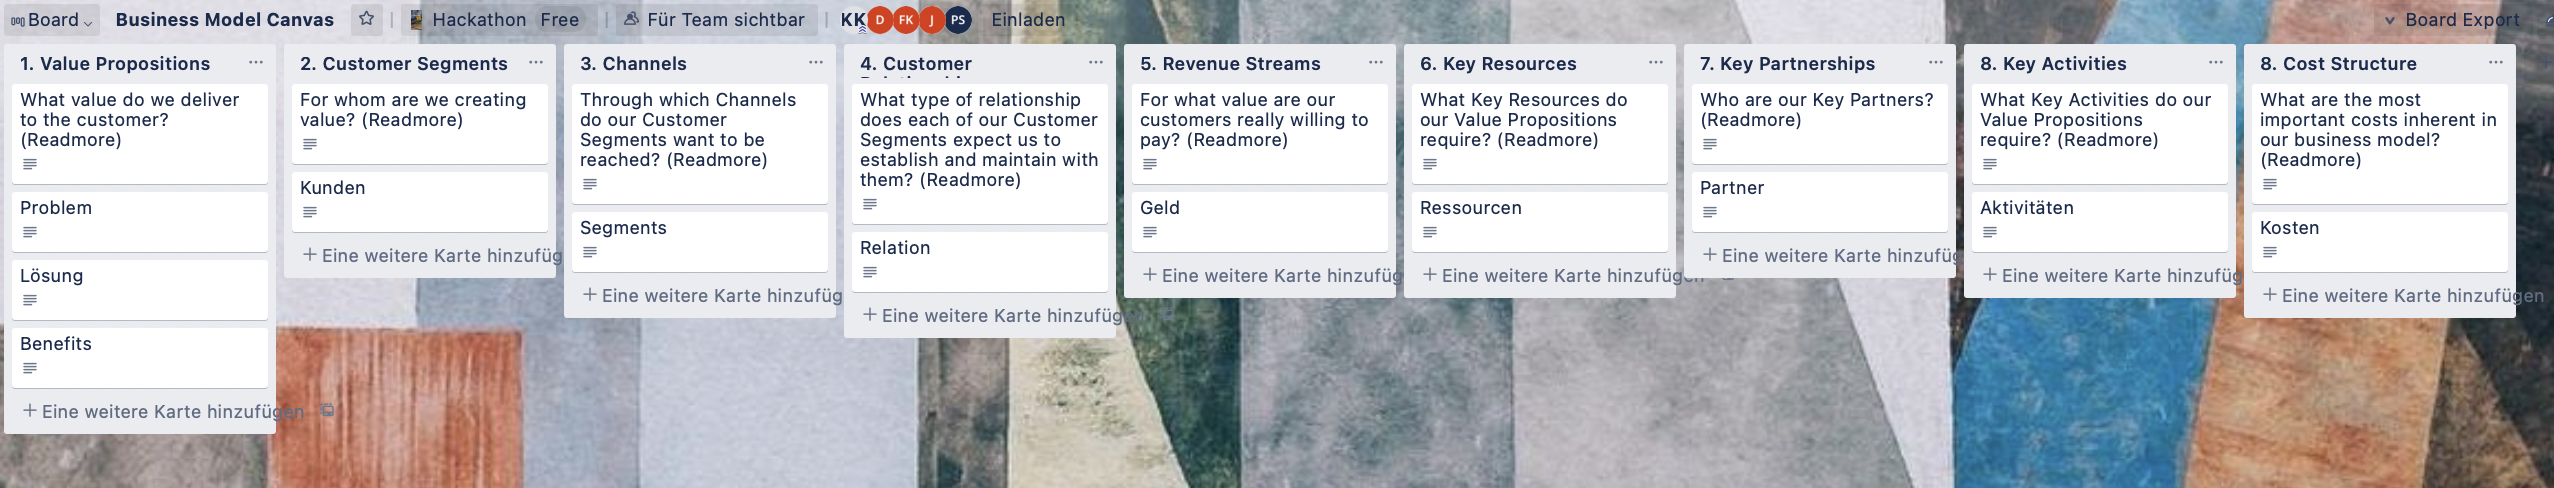 Board
Business Model Canvas
Hackathon Free
Für Team sichtbar
KK D FK J PS
Einladen
Board Export
1. Value Propositions
What value do we deliver
to the customer?
(Readmore)
Problem
Lösung
Benefits
+ Eine weitere Karte hinzufügen
2. Customer Segments
For whom are we creating
value? (Readmore)
Kunden
+ Eine weitere Karte hinzufüg
3. Channels
Through which Channels
do our Customer
Segments want to be
reached? (Readmore)
Segments
+ Eine weitere Karte hinzufüg
4. Customer
What type of relationship
does each of our Customer
Segments expect us to
establish and maintain with
them? (Readmore)
Relation
+ Eine weitere Karte hinzufügen
5. Revenue Streams
For what value are our
customers really willing to
pay? (Readmore)
Geld
+ Eine weitere Karte hinzufüg
6. Key Resources
What Key Resources do
our Value Propositions
require? (Readmore)
Ressourcen
+ Eine weitere Karte hinzufügen
7. Key Partnerships
Who are our Key Partners?
(Readmore)
Partner
+ Eine weitere Karte hinzufüg
8. Key Activities
What Key Activities do our
Value Propositions
require? (Readmore)
Aktivitäten
+ Eine weitere Karte hinzufüg
8. Cost Structure
What are the most
important costs inherent in
our business model?
(Readmore)
Kosten
+ Eine weitere Karte hinzufügen